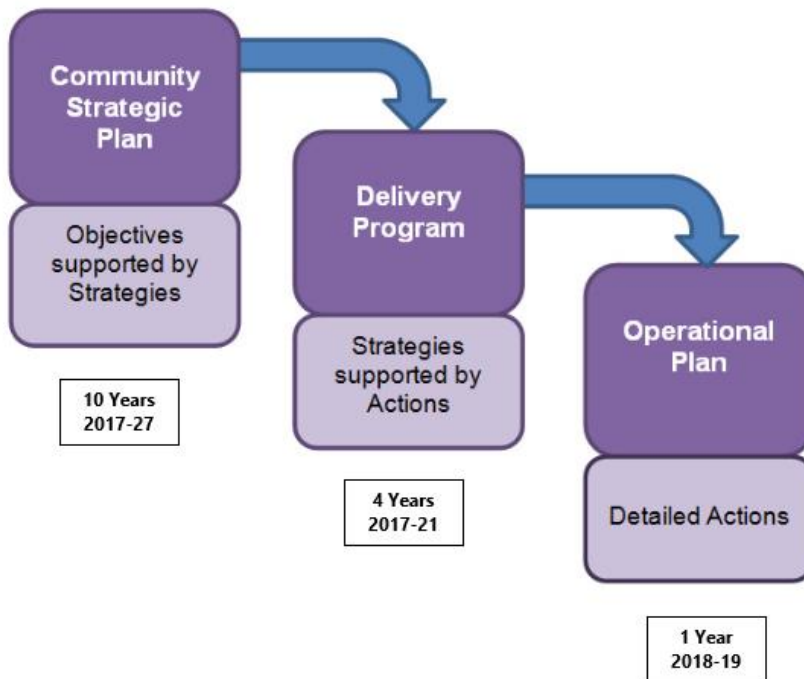 Community
Strategic
Plan
Objectives
supported by
Strategies
10 Years
2017-27
Delivery
Program
Strategies
supported by
Actions
4 Years
2017-21
Operational
Plan
Detailed Actions
1 Year
2018-19